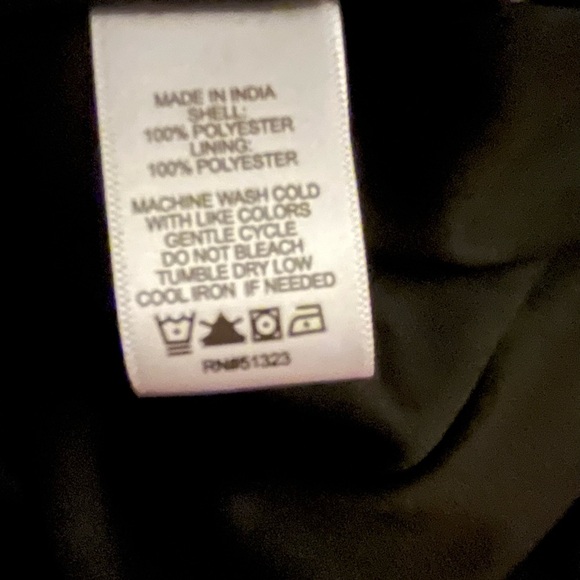 MADE IN INDIA
SHELL:
100% POLYESTER
LINING:
100% POLYESTER
MACHINE WASH COLD
WITH LIKE COLORS
GENTLE CYCLE
DO NOT BLEACH
TUMBLE DRY LOW
COOL IRON IF NEEDED
RN#51323